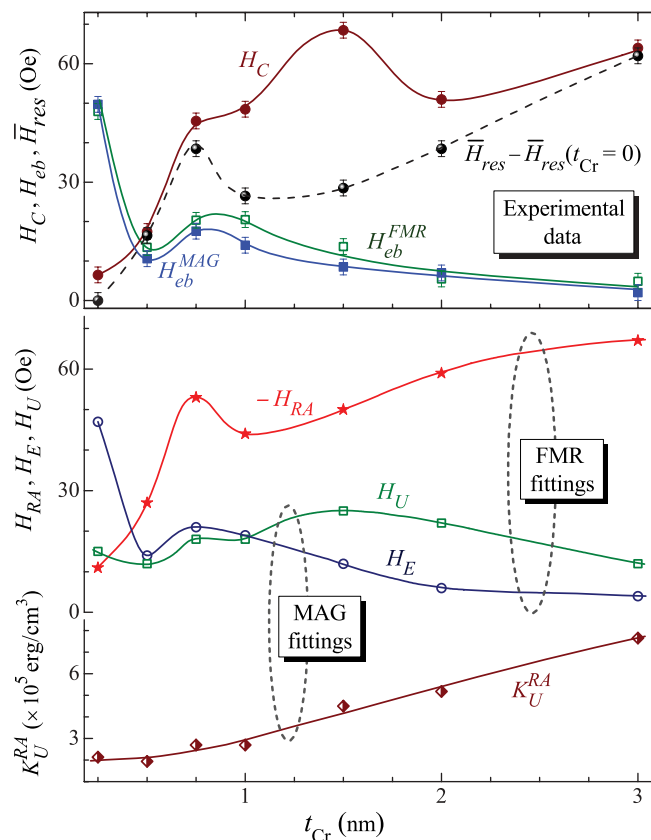 H_C, H_eb, H̅_res (Oe)
60
30
0
H_C
H̅_res − H̅_res(t_Cr = 0)
Experimental
data
H_eb^FMR
H_eb^MAG
H_RA, H_E, H_U (Oe)
60
30
0
−H_RA
FMR
fittings
H_U
H_E
MAG
fittings
K_U^RA (×10^5 erg/cm^3)
6
3
K_U^RA
1
2
3
t_Cr (nm)